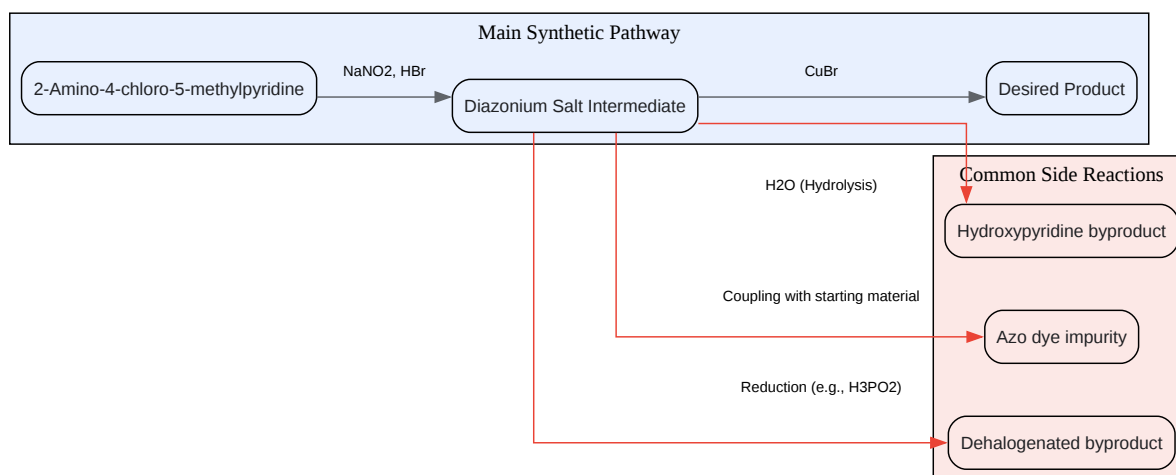 Main Synthetic Pathway
2-Amino-4-chloro-5-methylpyridine
NaNO2, HBr
Diazonium Salt Intermediate
CuBr
Desired Product
Common Side Reactions
H2O (Hydrolysis)
Hydroxypyridine byproduct
Coupling with starting material
Azo dye impurity
Reduction (e.g., H3PO2)
Dehalogenated byproduct